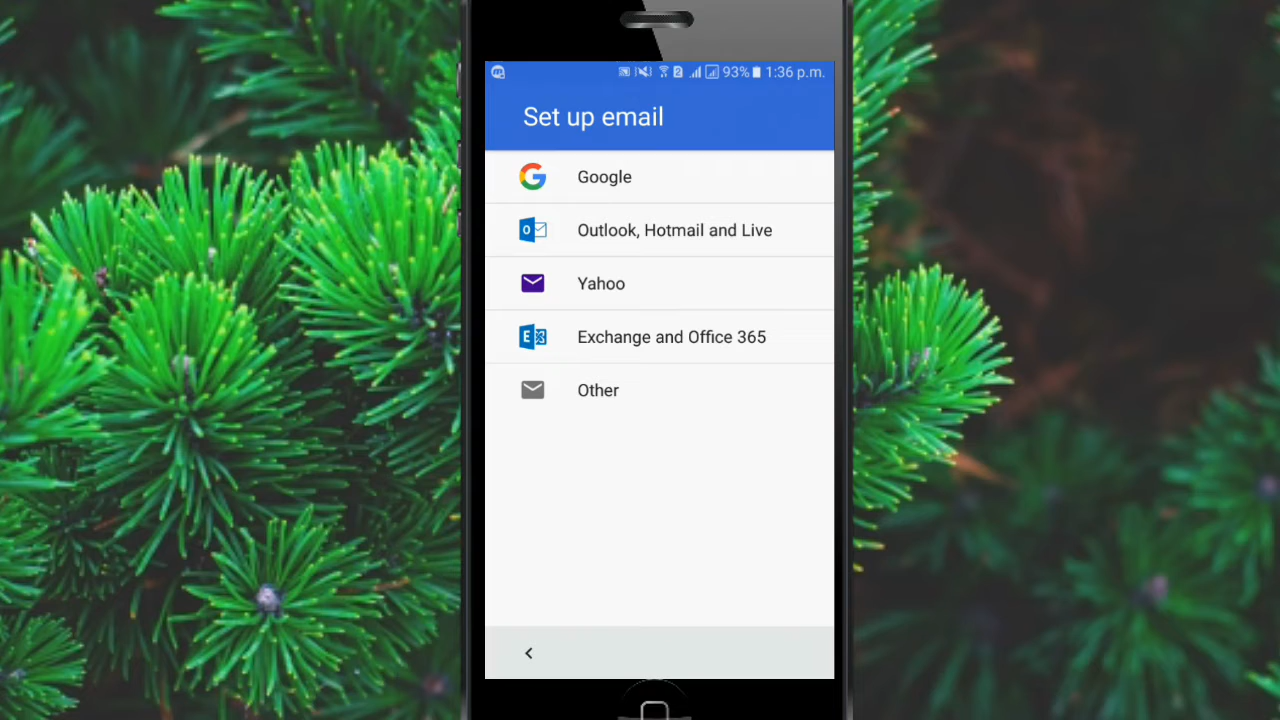 93% 1:36 p.m.
Set up email
Google
Outlook, Hotmail and Live
Yahoo
Exchange and Office 365
Other